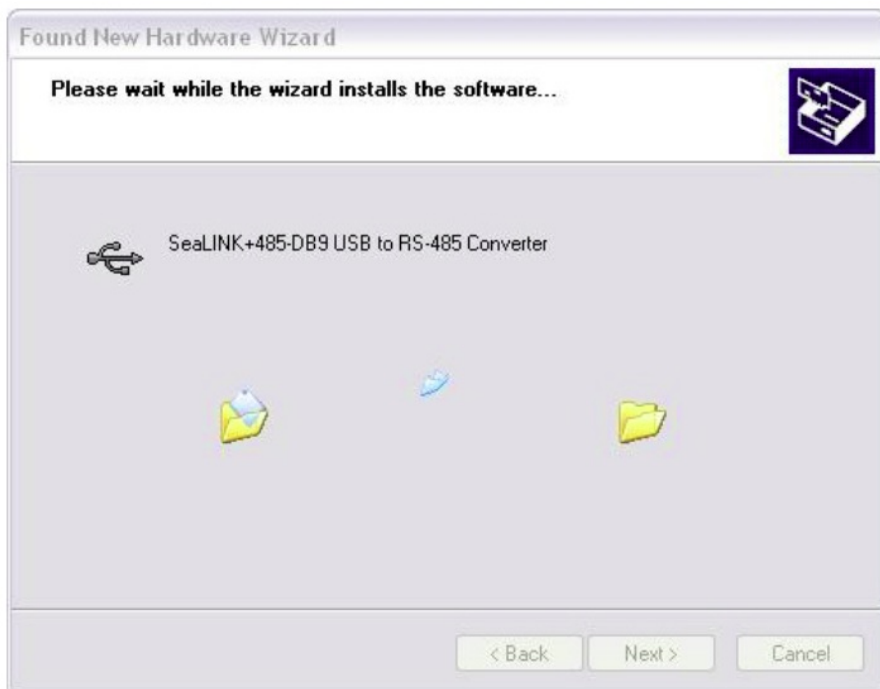 Found New Hardware Wizard
Please wait while the wizard installs the software...
SeaLINK+485-DB9 USB to RS-485 Converter
< Back Next > Cancel